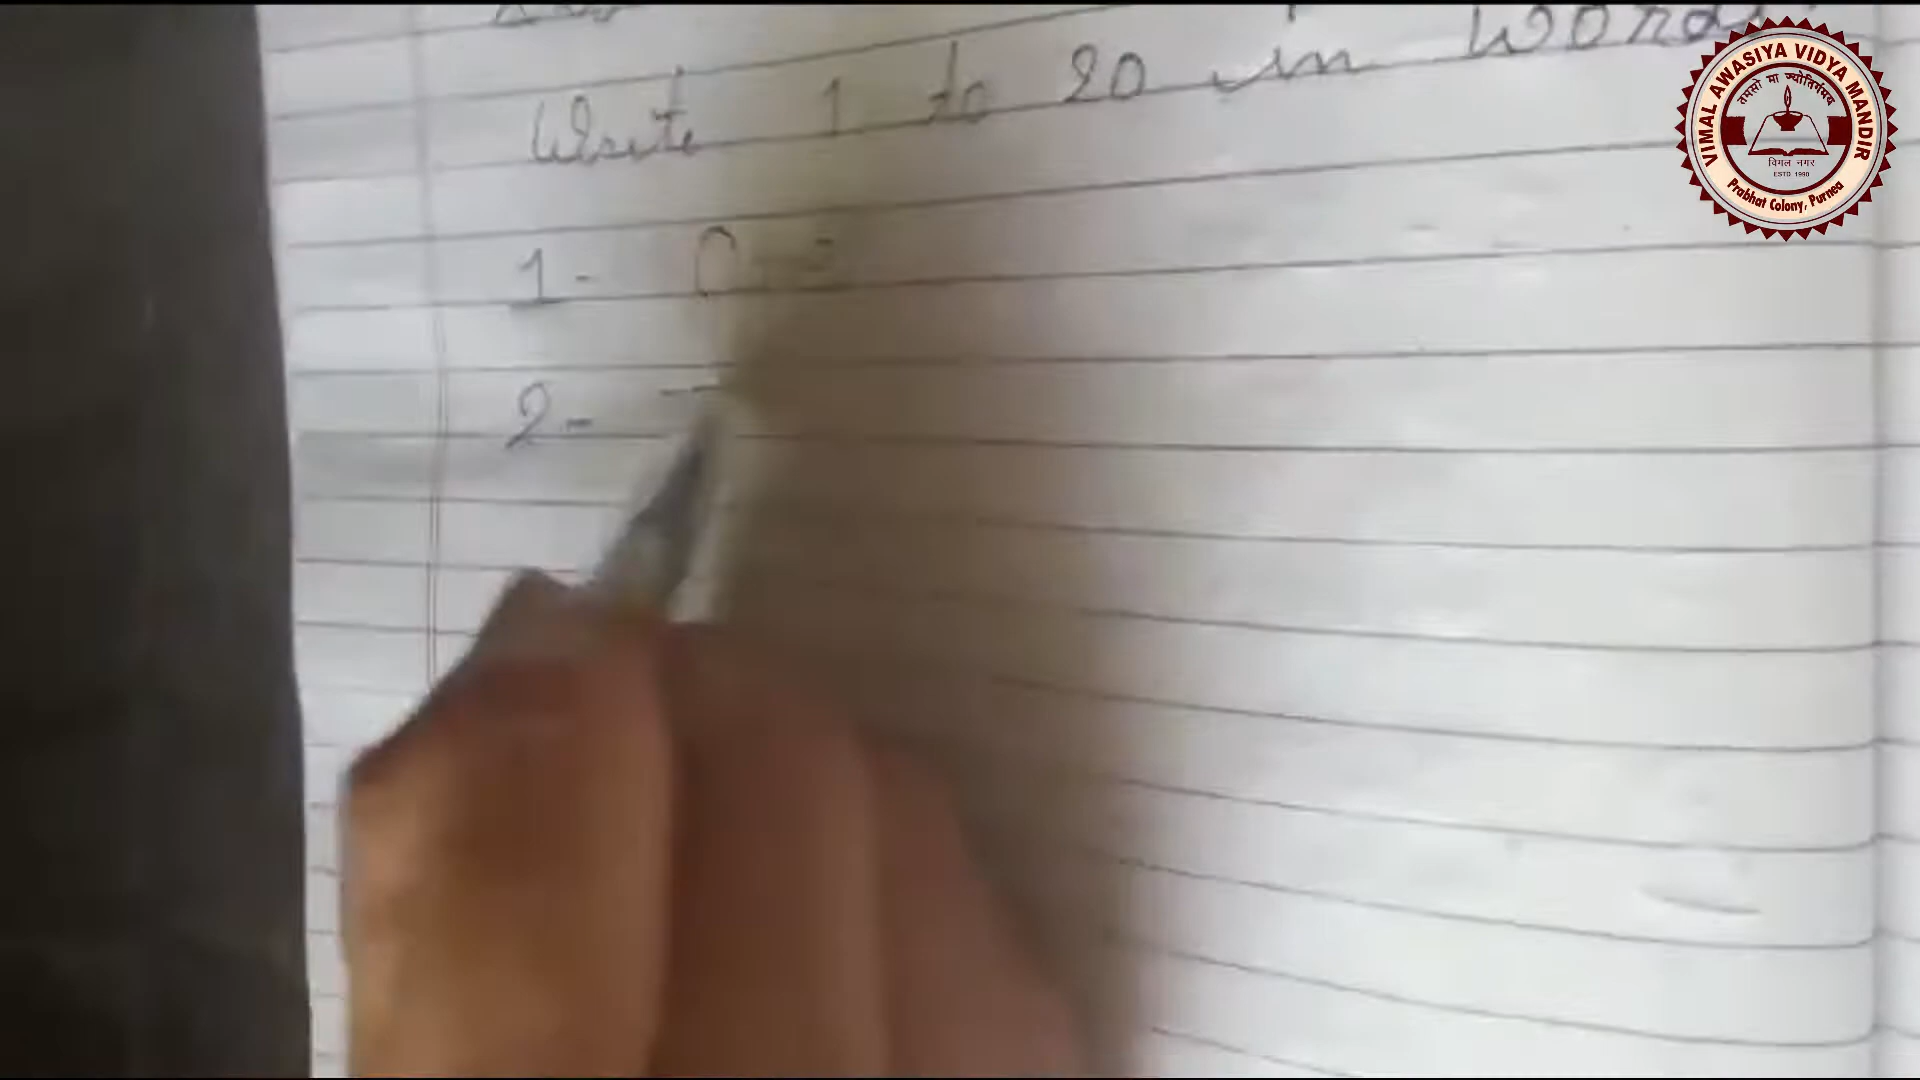 Write 1 to 20 in words.
1- One
2- T
VIMAL AWASIYA VIDYA MANDIR
तमसो मा ज्योतिर्गमय
विमल नगर
ESTD 1990
Prabhat Colony, Purnea